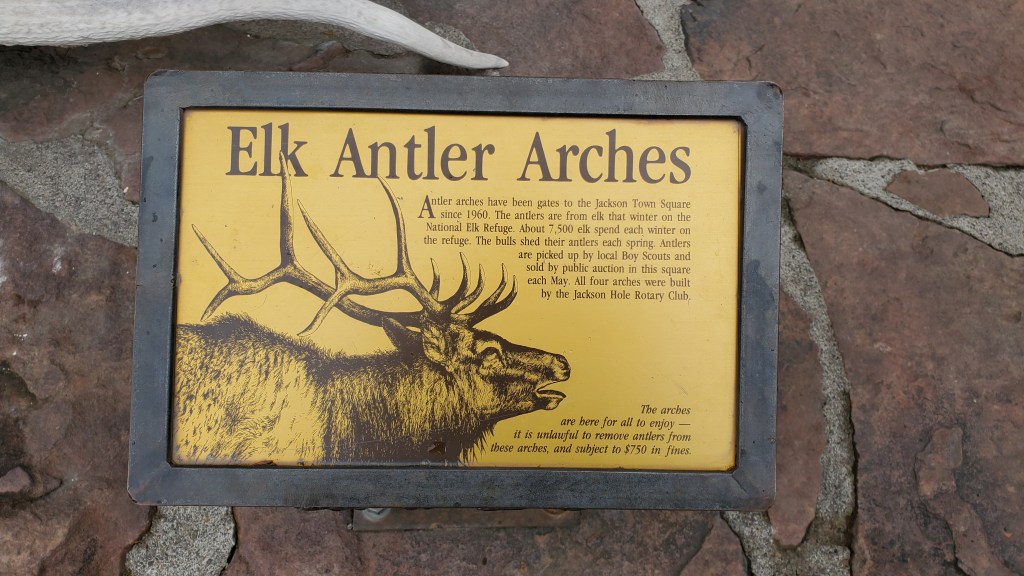 Elk Antler Arches
Antler arches have been gates to the Jackson Town Square
since 1960. The antlers are from elk that winter on the
National Elk Refuge. About 7,500 elk spend each winter on
the refuge. The bulls shed their antlers each spring. Antlers
are picked up by local Boy Scouts and
sold by public auction in this square
each May. All four arches were built
by the Jackson Hole Rotary Club.
The arches
are here for all to enjoy —
it is unlawful to remove antlers from
these arches, and subject to $750 in fines.